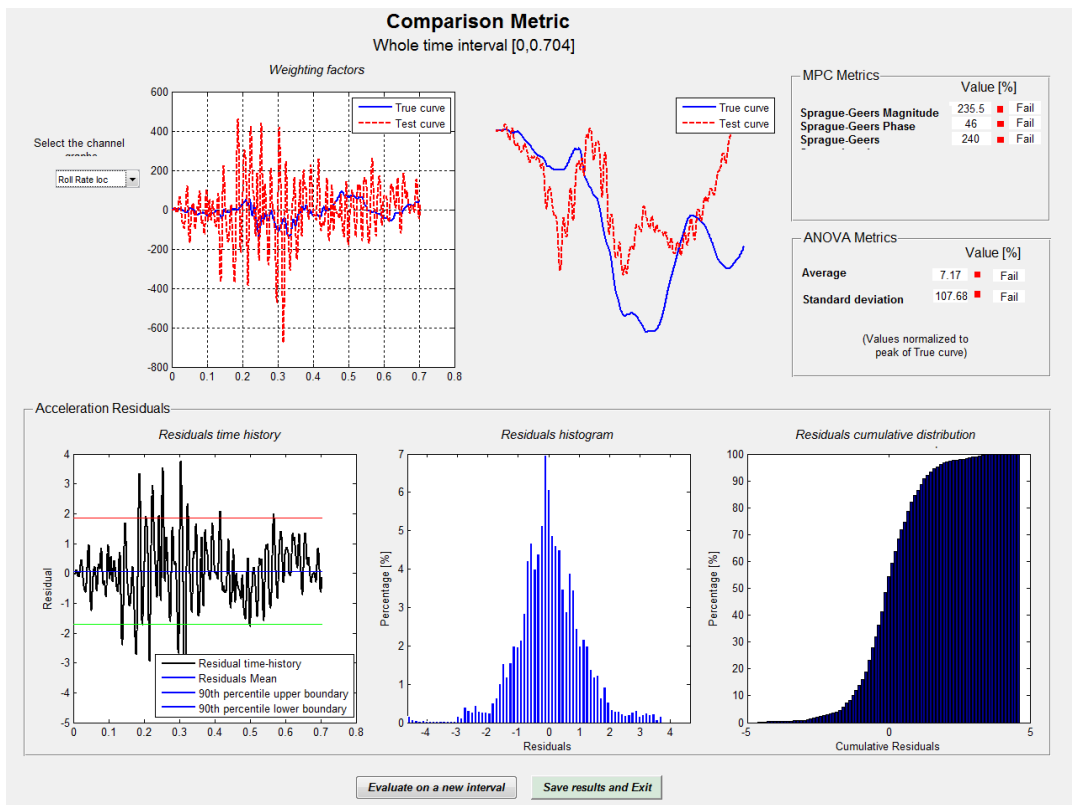 Comparison Metric
Whole time interval [0,0.704]
Weighting factors
600
400
200
0
-200
-400
-600
-800
0 0.1 0.2 0.3 0.4 0.5 0.6 0.7 0.8
True curve
Test curve
Select the channel
Roll Rate loc
True curve
Test curve
MPC Metrics
Value [%]
Sprague-Geers Magnitude 235.5 Fail
Sprague-Geers Phase 46 Fail
Sprague-Geers 240 Fail
ANOVA Metrics
Value [%]
Average 7.17 Fail
Standard deviation 107.68 Fail
(Values normalized to
peak of True curve)
Acceleration Residuals
Residuals time history
Residual
4
3
2
1
0
-1
-2
-3
-4
-5
0 0.1 0.2 0.3 0.4 0.5 0.6 0.7 0.8
Residual time-history
Residuals Mean
90th percentile upper boundary
90th percentile lower boundary
Residuals histogram
Percentage [%]
7
6
5
4
3
2
1
0
-4 -3 -2 -1 0 1 2 3 4
Residuals
Residuals cumulative distribution
Percentage [%]
100
90
80
70
60
50
40
30
20
10
0
-5 0 5
Cumulative Residuals
Evaluate on a new interval
Save results and Exit